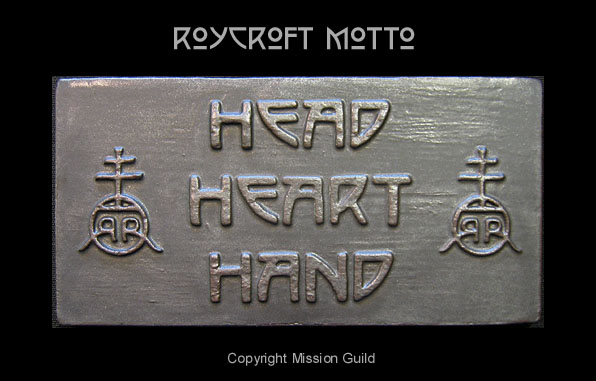 ROYCROFT MOTTO
HEAD
HEART
HAND
Copyright Mission Guild